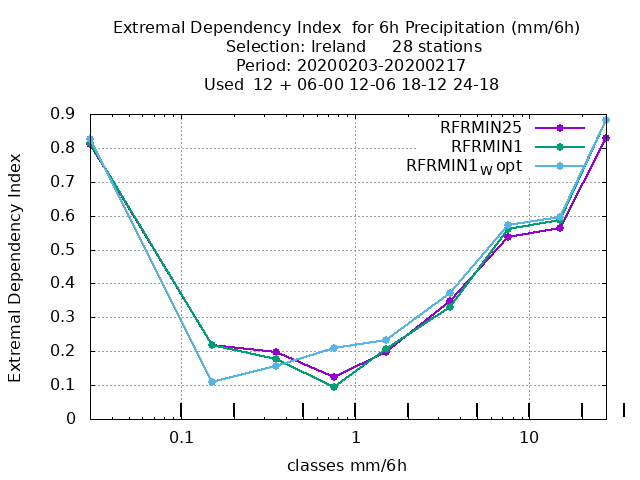 Extremal Dependency Index  for 6h Precipitation (mm/6h)
Selection: Ireland     28 stations
Period: 20200203-20200217
Used  12 + 06-00 12-06 18-12 24-18
RFRMIN25
RFRMIN1
RFRMIN1w opt
Extremal Dependency Index
0.9
0.8
0.7
0.6
0.5
0.4
0.3
0.2
0.1
0
0.1
1
10
classes mm/6h